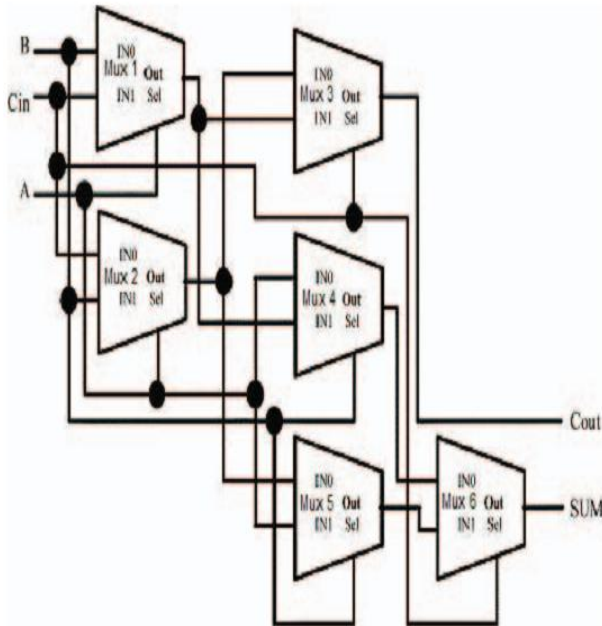 B
Cin
A
IN0
Mux 1 Out
IN1 Sel
IN0
Mux 3 Out
IN1 Sel
IN0
Mux 2 Out
IN1 Sel
IN0
Mux 4 Out
IN1 Sel
IN0
Mux 5 Out
IN1 Sel
IN0
Mux 6 Out
IN1 Sel
Cout
SUM